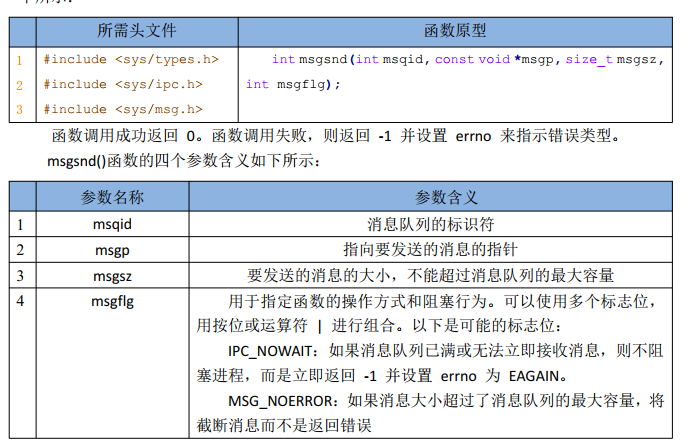 所需头文件 函数原型
1 #include <sys/types.h> int msgsnd(int msqid, const void *msgp, size_t msgsz,
2 #include <sys/ipc.h> int msgflg);
3 #include <sys/msg.h>
函数调用成功返回 0。函数调用失败，则返回 -1 并设置 errno 来指示错误类型。
msgsnd()函数的四个参数含义如下所示：
参数名称 参数含义
1 msqid 消息队列的标识符
2 msgp 指向要发送的消息的指针
3 msgsz 要发送的消息的大小，不能超过消息队列的最大容量
4 msgflg 用于指定函数的操作方式和阻塞行为。可以使用多个标志位，
用按位或运算符 | 进行组合。以下是可能的标志位：
IPC_NOWAIT：如果消息队列已满或无法立即接收消息，则不阻
塞进程，而是立即返回 -1 并设置 errno 为 EAGAIN。
MSG_NOERROR：如果消息大小超过了消息队列的最大容量，将
截断消息而不是返回错误